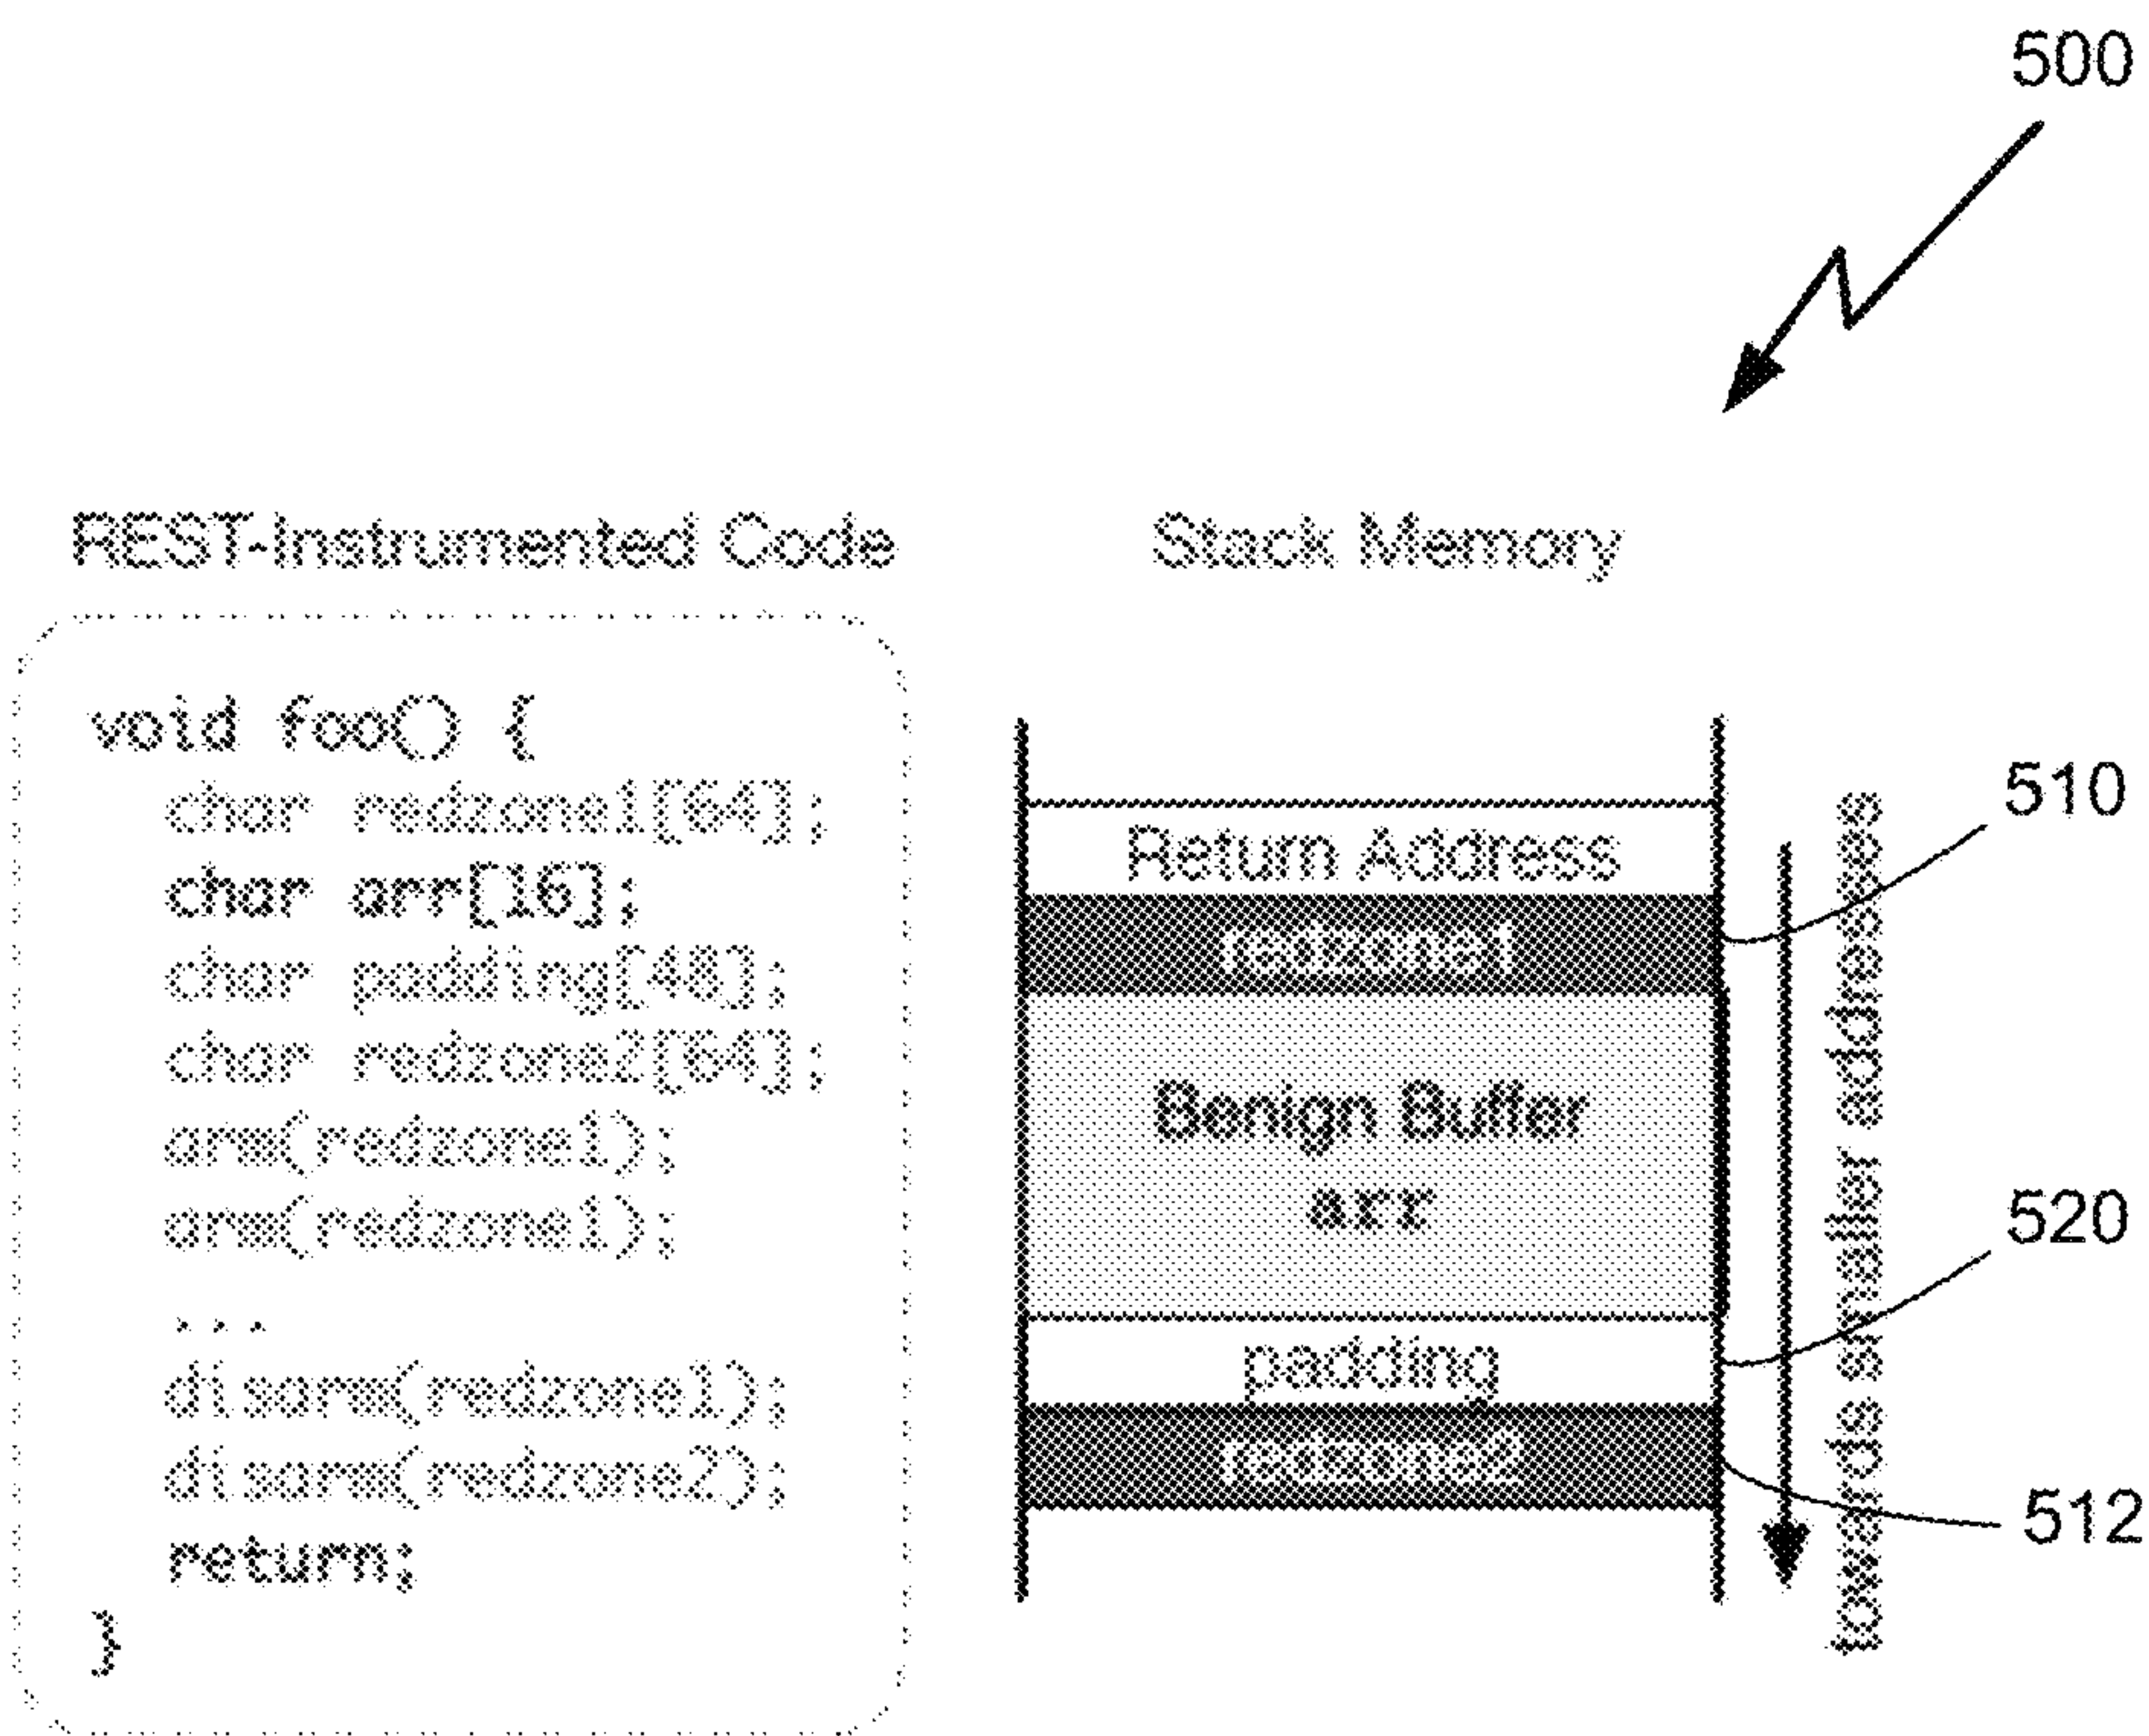 500
REST-Instrumented Code
Stack Memory
void foo() {
char redzone1[64];
char arr[16];
char padding[48];
char redzone2[64];
arm(redzone1);
arm(redzone1);
...
disarm(redzone1);
disarm(redzone2);
return;
}
Return Address
redzone1
Benign Buffer
arr
padding
redzone2
towards smaller addresses
510
520
512